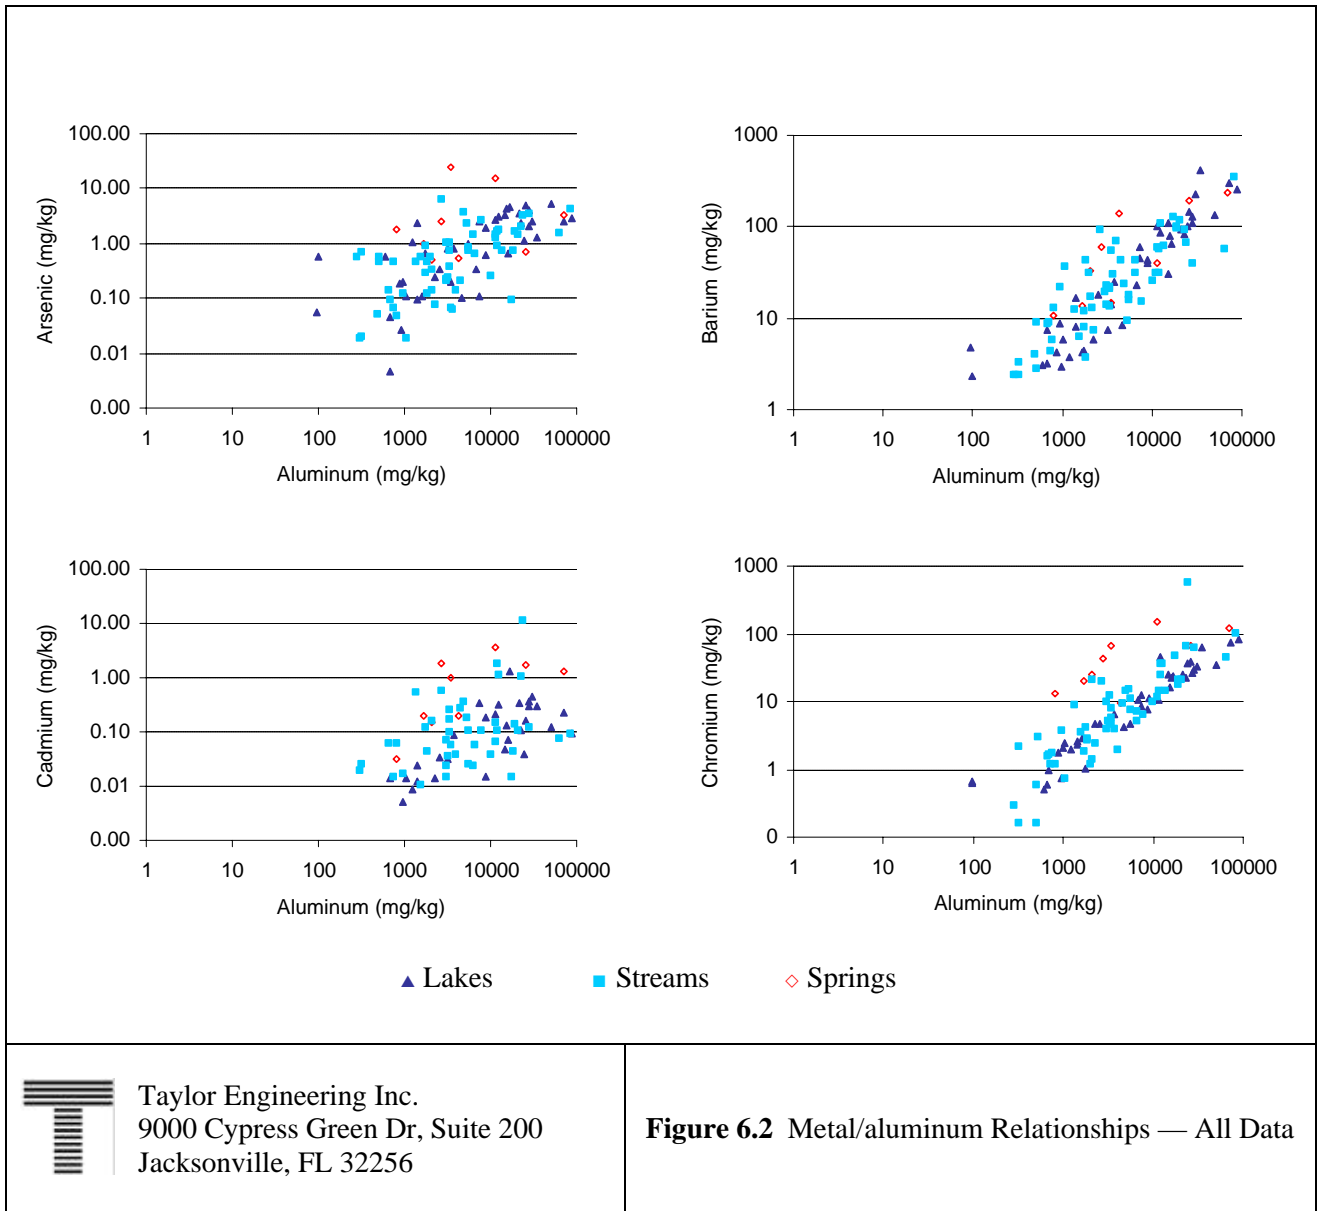 100.00
10.00
1.00
0.10
0.01
0.00
Arsenic (mg/kg)
1 10 100 1000 10000 100000
Aluminum (mg/kg)
1000
100
10
1
Barium (mg/kg)
1 10 100 1000 10000 100000
Aluminum (mg/kg)
100.00
10.00
1.00
0.10
0.01
0.00
Cadmium (mg/kg)
1 10 100 1000 10000 100000
Aluminum (mg/kg)
1000
100
10
1
0
Chromium (mg/kg)
1 10 100 1000 10000 100000
Aluminum (mg/kg)
Lakes Streams Springs
Taylor Engineering Inc.
9000 Cypress Green Dr, Suite 200
Jacksonville, FL 32256
Figure 6.2 Metal/aluminum Relationships — All Data